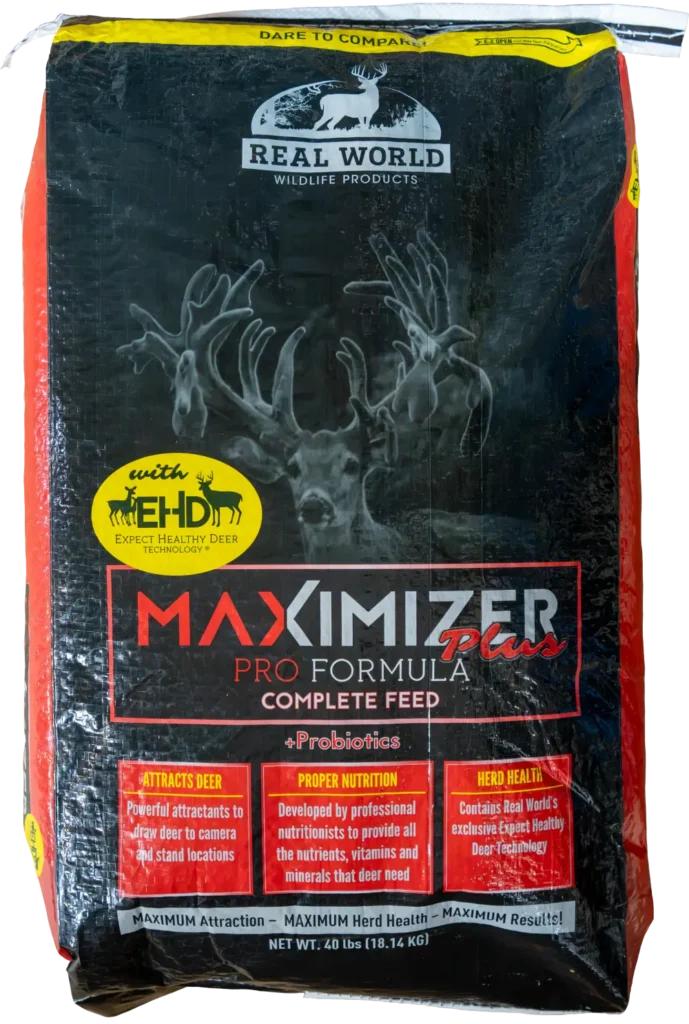 DARE TO COMPARE!
REAL WORLD
WILDLIFE PRODUCTS
with
EHD
EXPECT HEALTHY DEER
TECHNOLOGY®
MAXIMIZER
Plus
PRO FORMULA
COMPLETE FEED
+Probiotics
ATTRACTS DEER
Powerful attractants to
draw deer to camera
and stand locations
PROPER NUTRITION
Developed by professional
nutritionists to provide all
the nutrients, vitamins and
minerals that deer need
HERD HEALTH
Contains Real World's
exclusive Expect Healthy
Deer Technology
MAXIMUM Attraction – MAXIMUM Herd Health – MAXIMUM Results!
NET WT. 40 lbs (18.14 KG)